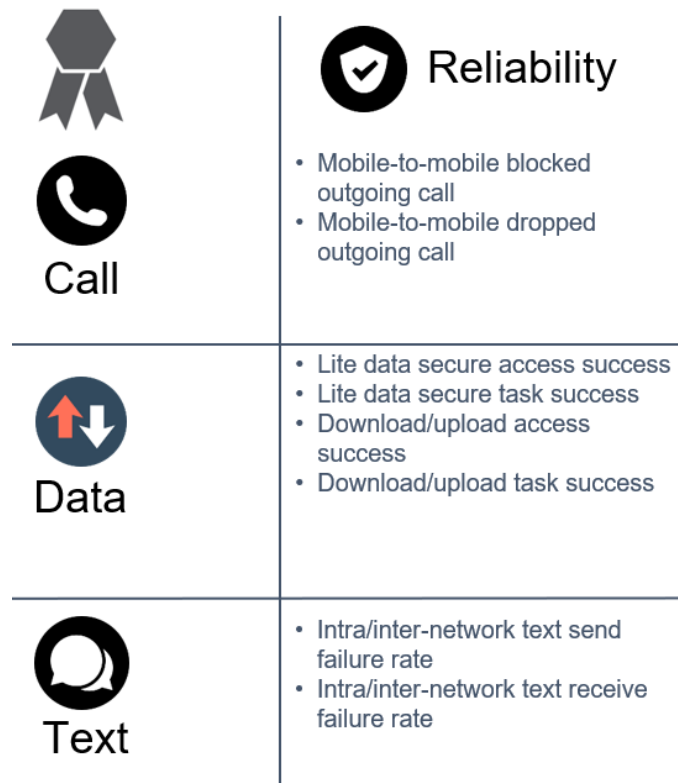 Reliability
• Mobile-to-mobile blocked
outgoing call
• Mobile-to-mobile dropped
outgoing call
Call
• Lite data secure access success
• Lite data secure task success
• Download/upload access
success
• Download/upload task success
Data
• Intra/inter-network text send
failure rate
• Intra/inter-network text receive
failure rate
Text